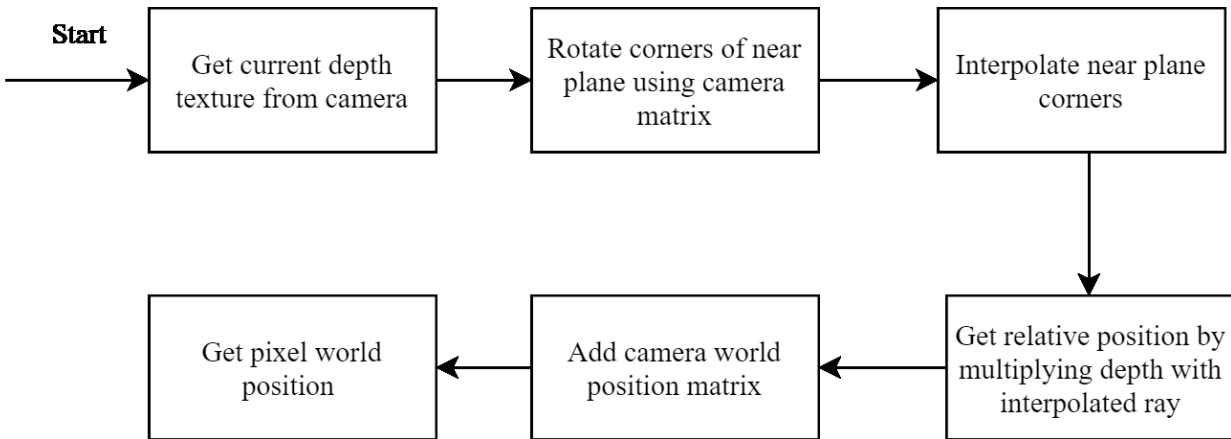 Start
Get current depth
texture from camera
Rotate corners of near
plane using camera
matrix
Interpolate near plane
corners
Get relative position by
multiplying depth with
interpolated ray
Add camera world
position matrix
Get pixel world
position